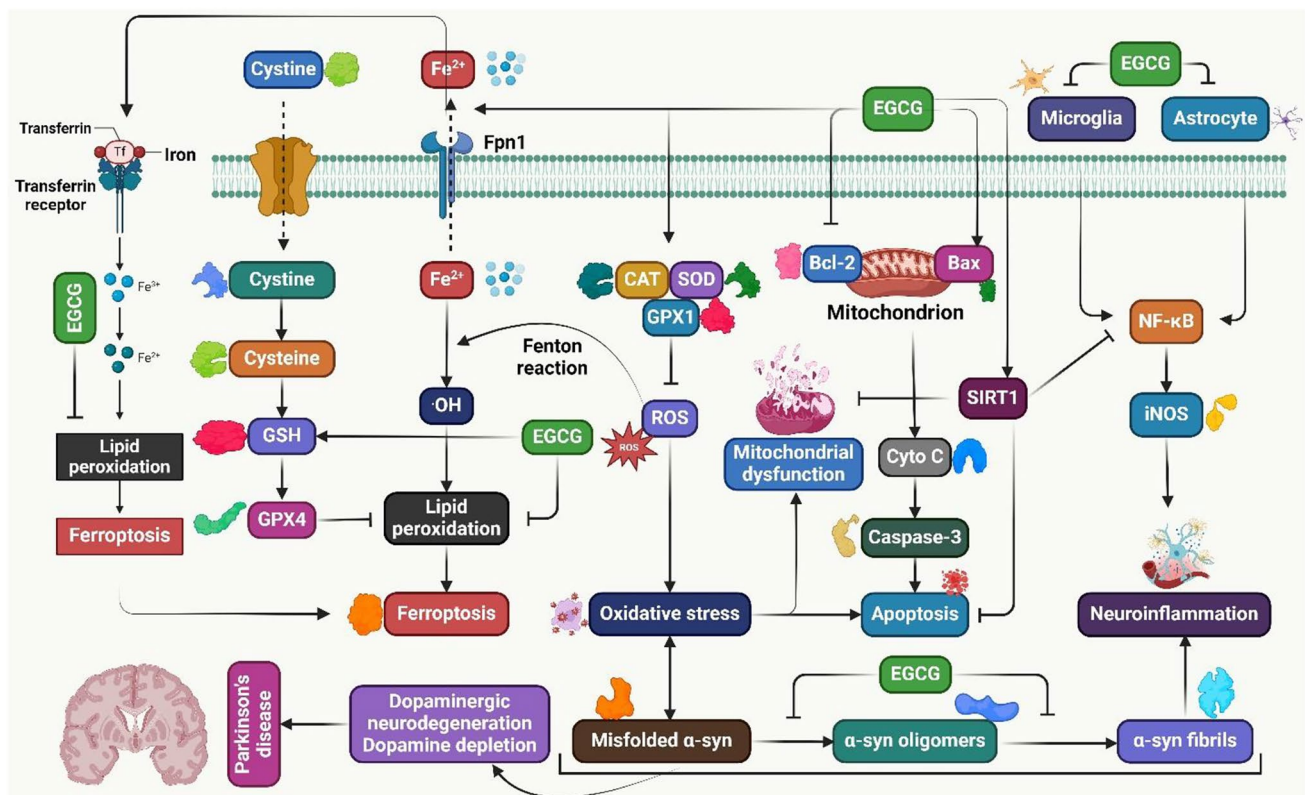 Cystine
Fe2+
EGCG
EGCG
Microglia
Astrocyte
Transferrin
Tf
Iron
Transferrin
receptor
Fpn1
EGCG
Fe3+
Fe2+
Lipid
peroxidation
Ferroptosis
Cystine
Cysteine
GSH
GPX4
Fe2+
Fenton
reaction
·OH
EGCG
Lipid
peroxidation
Ferroptosis
CAT
SOD
GPX1
ROS
ROS
Oxidative stress
Bcl-2
Bax
Mitochondrion
SIRT1
Mitochondrial
dysfunction
Cyto C
Caspase-3
Apoptosis
NF-κB
iNOS
Neuroinflammation
EGCG
Parkinson's
disease
Dopaminergic
neurodegeneration
Dopamine depletion
Misfolded α-syn
α-syn oligomers
α-syn fibrils